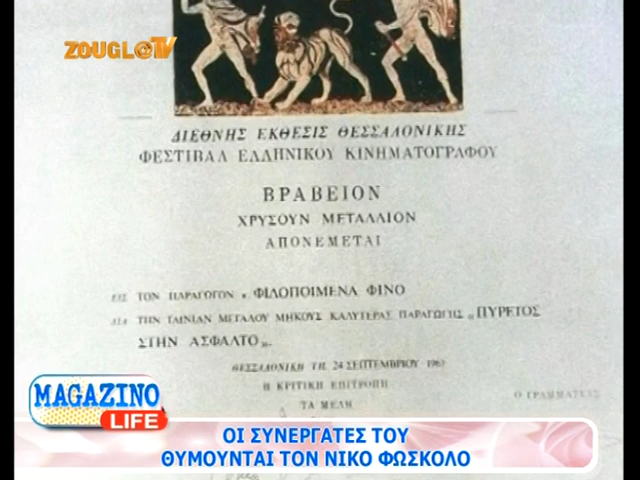 ZOUGL@TV
ΔΙΕΘΝΗΣ ΕΚΘΕΣΙΣ ΘΕΣΣΑΛΟΝΙΚΗΣ
ΦΕΣΤΙΒΑΛ ΕΛΛΗΝΙΚΟΥ ΚΙΝΗΜΑΤΟΓΡΑΦΟΥ
ΒΡΑΒΕΙΟΝ
ΧΡΥΣΟΥΝ ΜΕΤΑΛΛΙΟΝ
ΑΠΟΝΕΜΕΤΑΙ
ΕΙΣ ΤΟΝ ΠΑΡΑΓΩΓΟΝ κ. ΦΙΛΟΠΟΙΜΕΝΑ ΦΙΝΟ
ΔΙΑ ΤΗΝ ΤΑΙΝΙΑΝ ΜΕΓΑΛΟΥ ΜΗΚΟΥΣ ΚΑΛΥΤΕΡΑΣ ΠΑΡΑΓΩΓΗΣ „ΠΥΡΕΤΟΣ
ΣΤΗΝ ΑΣΦΑΛΤΟ".
ΘΕΣΣΑΛΟΝΙΚΗ ΤΗ 24 ΣΕΠΤΕΜΒΡΙΟΥ
Η ΚΡΙΤΙΚΗ ΕΠΙΤΡΟΠΗ
Ο ΓΡΑΜΜΑΤΕΥΣ
ΤΑ ΜΕΛΗ
MAGAZINO
LIFE
ΟΙ ΣΥΝΕΡΓΑΤΕΣ ΤΟΥ
ΘΥΜΟΥΝΤΑΙ ΤΟΝ ΝΙΚΟ ΦΩΣΚΟΛΟ